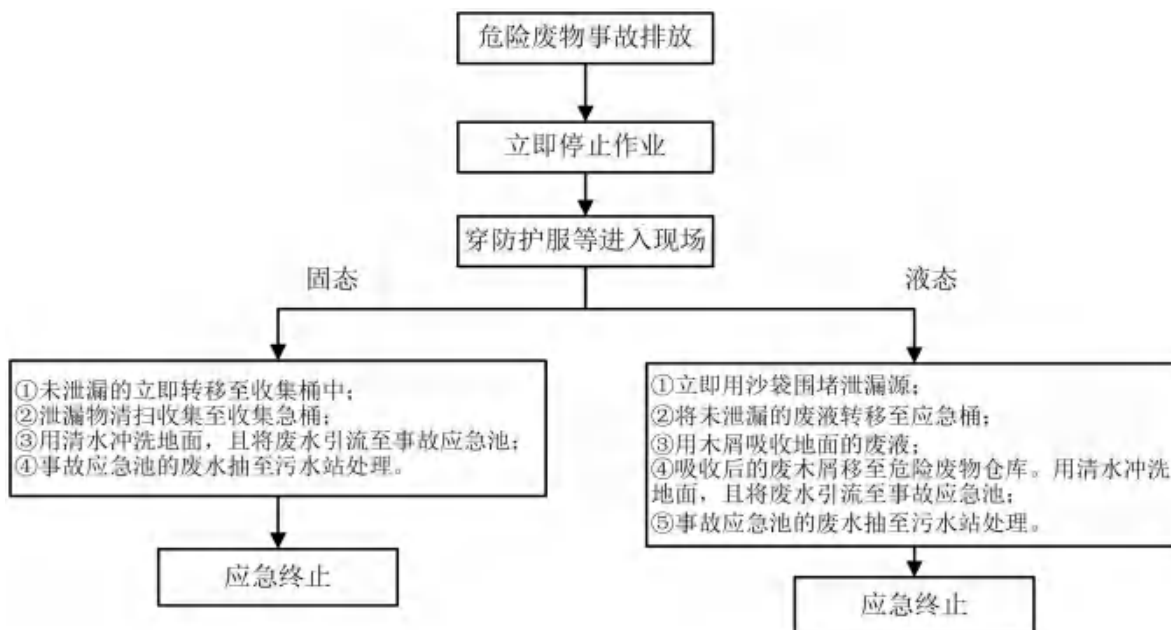 危险废物事故排放
立即停止作业
穿防护服等进入现场
固态
液态
①未泄漏的立即转移至收集桶中；
②泄漏物清扫收集至收集急桶；
③用清水冲洗地面，且将废水引流至事故应急池；
④事故应急池的废水抽至污水站处理。
①立即用沙袋围堵泄漏源；
②将未泄漏的废液转移至应急桶；
③用木屑吸收地面的废液；
④吸收后的废木屑移至危险废物仓库。用清水冲洗
地面，且将废水引流至事故应急池；
⑤事故应急池的废水抽至污水站处理。
应急终止
应急终止